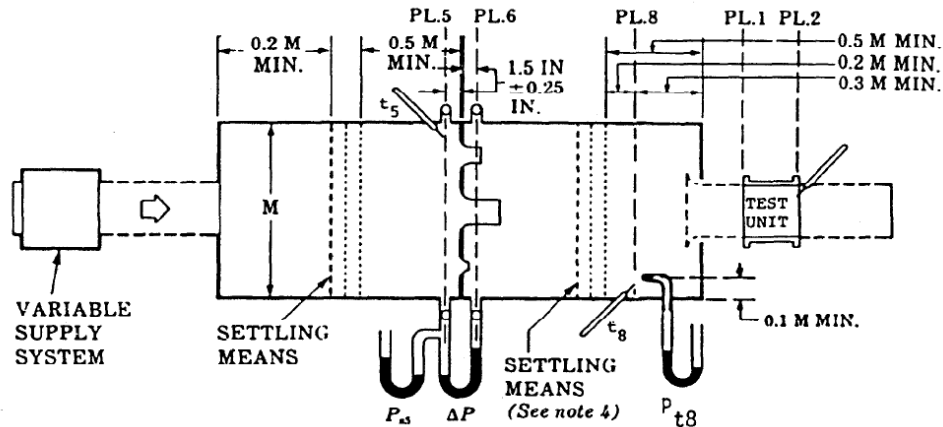 PL.5 PL.6 PL.8 PL.1 PL.2
0.2 M
MIN.
0.5 M
MIN.
1.5 IN
±0.25
IN.
0.5 M MIN.
0.2 M MIN.
0.3 M MIN.
t5
M
TEST
UNIT
VARIABLE
SUPPLY
SYSTEM
SETTLING
MEANS
t8
0.1 M MIN.
SETTLING
MEANS
(See note 4)
Ps5
ΔP
Pt8